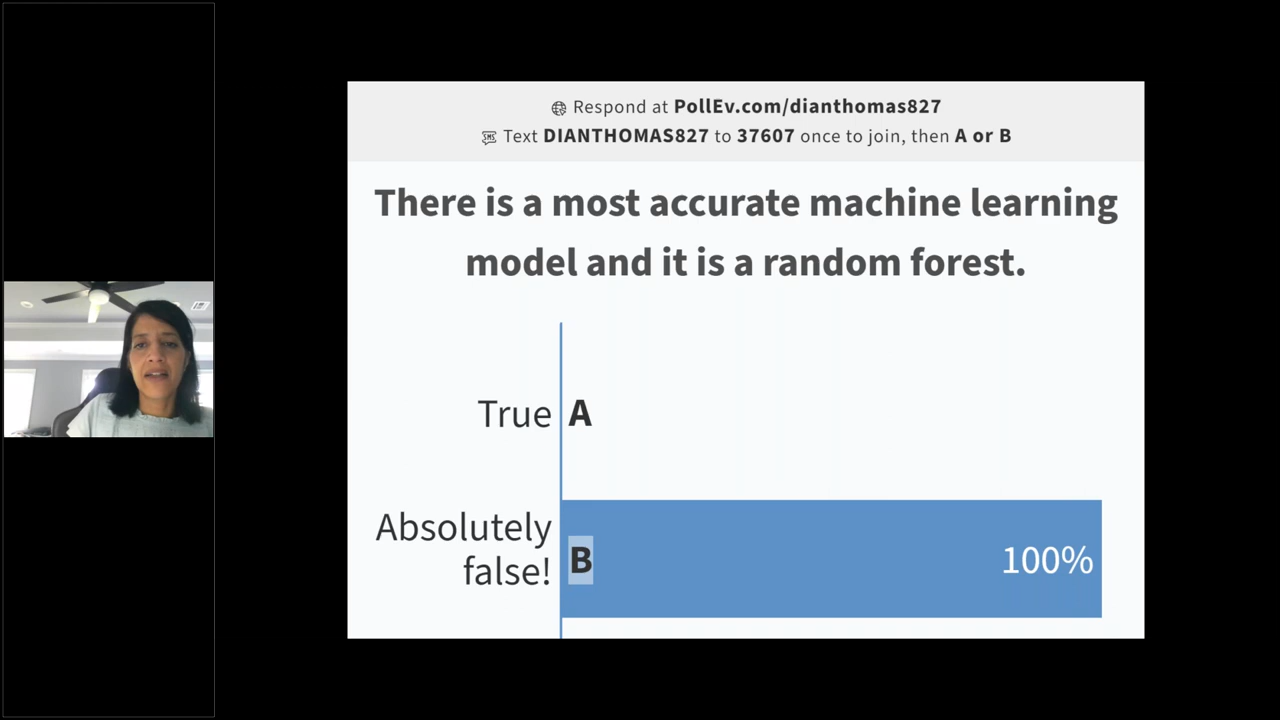 Respond at PollEv.com/dianthomas827
Text DIANTHOMAS827 to 37607 once to join, then A or B
There is a most accurate machine learning
model and it is a random forest.
True A
Absolutely
false!
B
100%